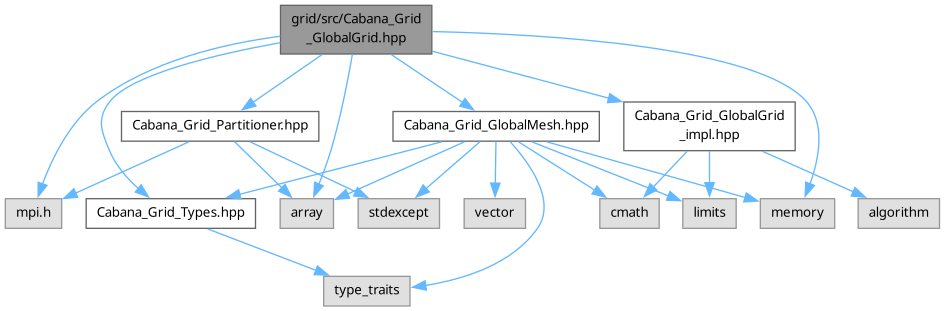 grid/src/Cabana_Grid
_GlobalGrid.hpp
Cabana_Grid_Partitioner.hpp
Cabana_Grid_GlobalMesh.hpp
Cabana_Grid_GlobalGrid
_impl.hpp
mpi.h
Cabana_Grid_Types.hpp
array
stdexcept
vector
cmath
limits
memory
algorithm
type_traits